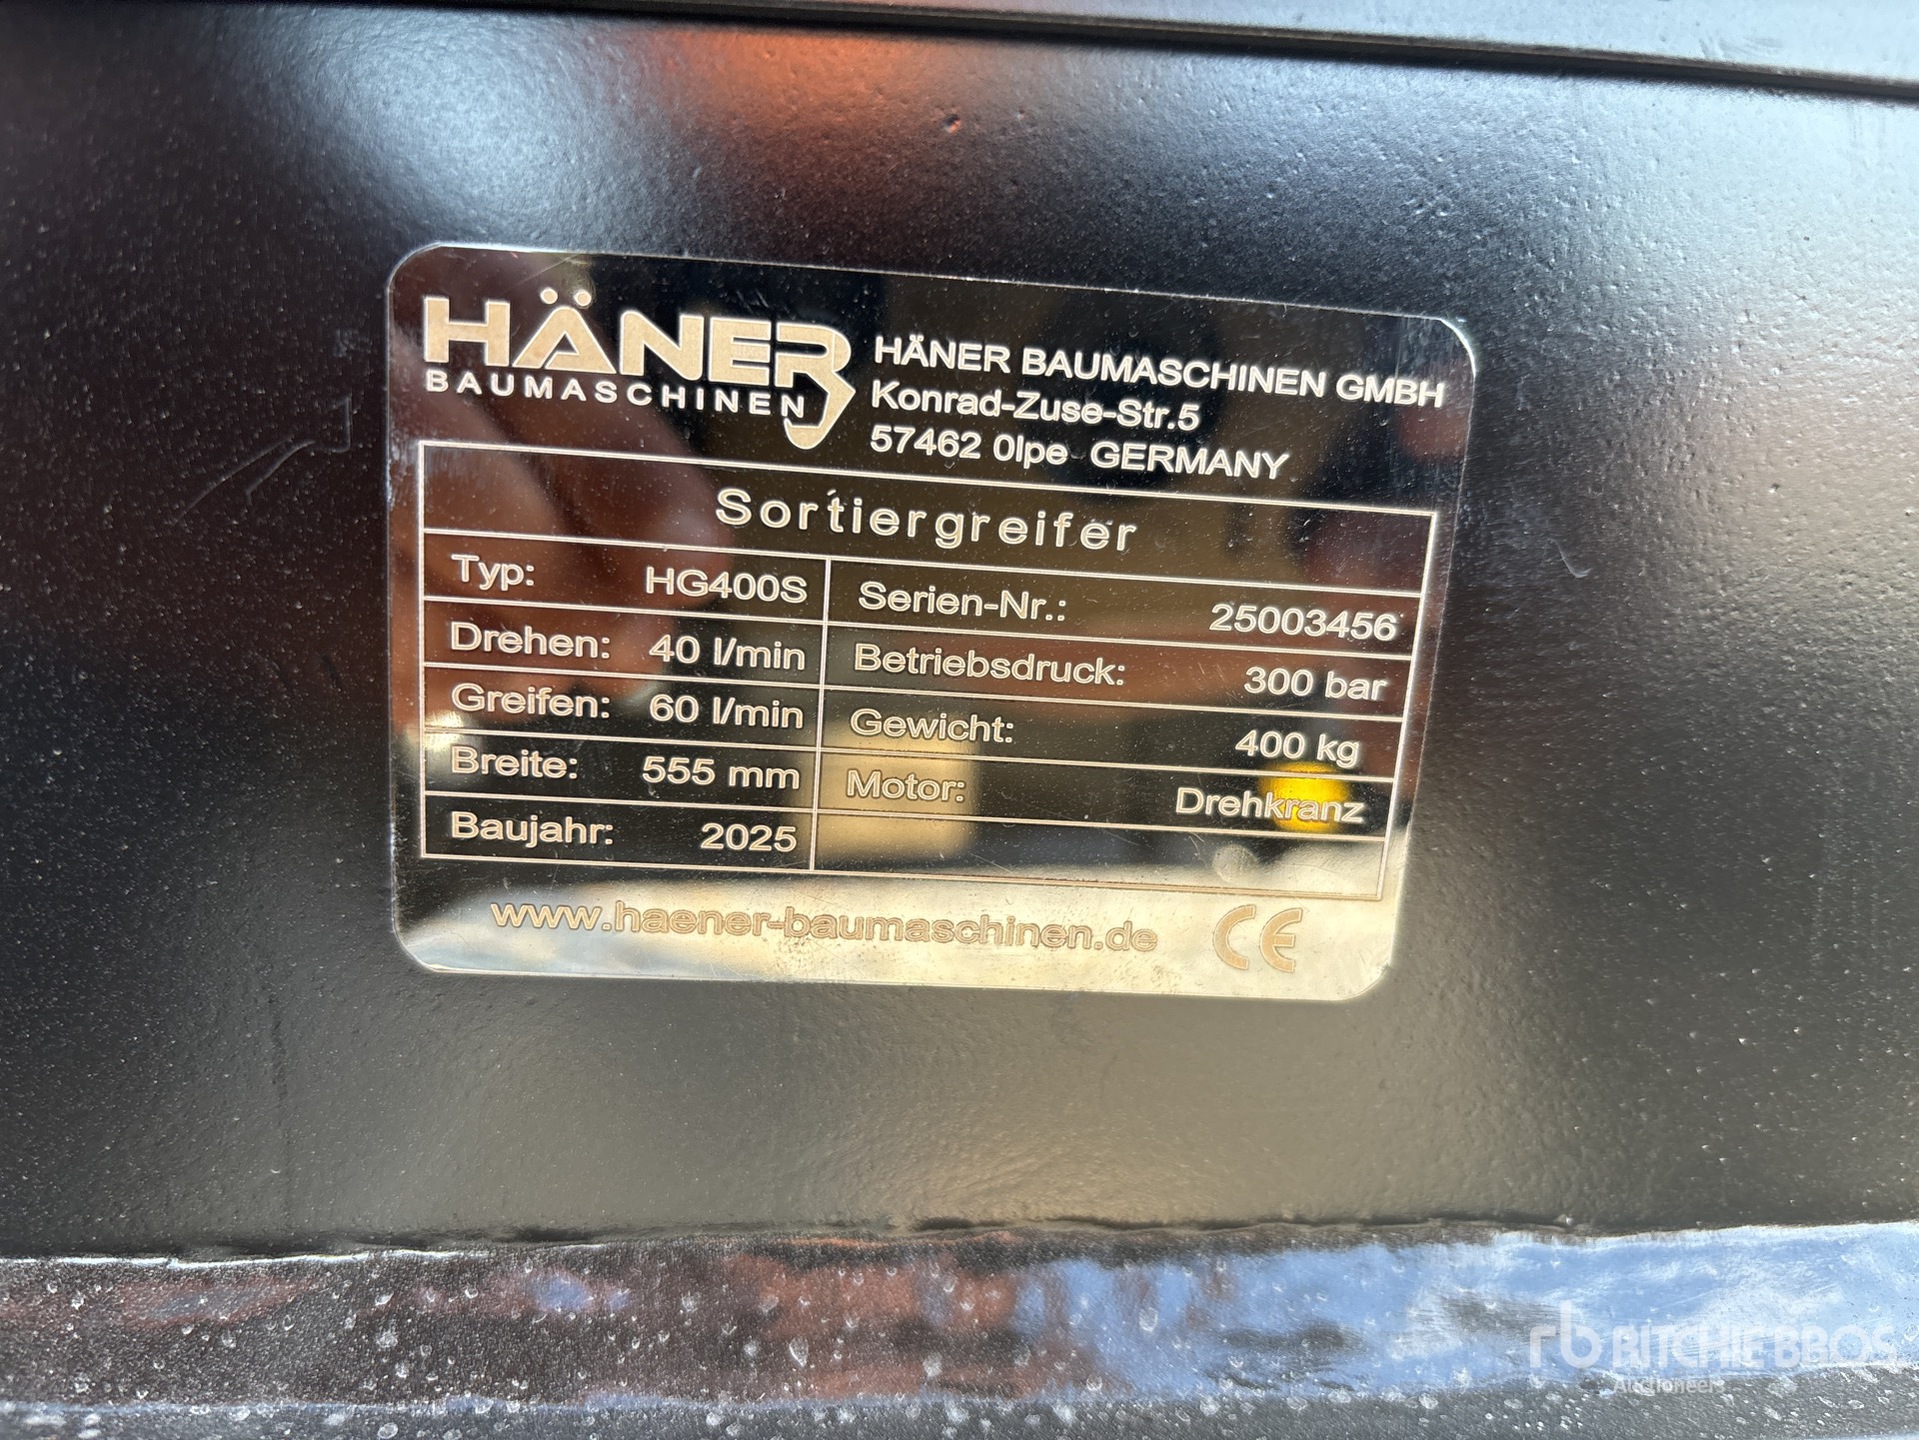 HÄNER
BAUMASCHINEN
HÄNER BAUMASCHINEN GMBH
Konrad-Zuse-Str.5
57462 Olpe GERMANY
Sortiergreifer
Typ: HG400S Serien-Nr.: 25003456
Drehen: 40 l/min Betriebsdruck: 300 bar
Greifen: 60 l/min Gewicht: 400 kg
Breite: 555 mm Motor: Drehkranz
Baujahr: 2025
www.haener-baumaschinen.de CE
rb RITCHIE BROS
Auctioneers